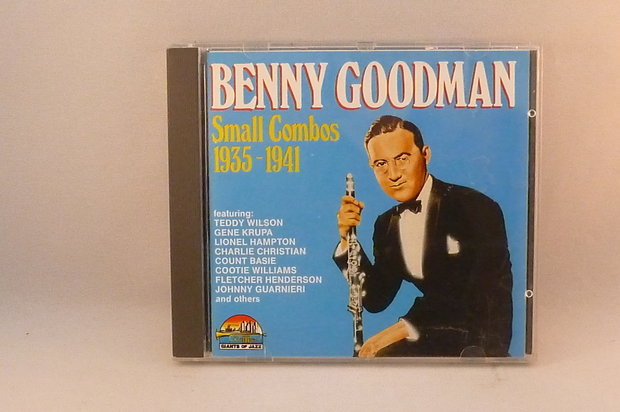 BENNY GOODMAN
Small Combos
1935-1941
featuring:
TEDDY WILSON
GENE KRUPA
LIONEL HAMPTON
CHARLIE CHRISTIAN
COUNT BASIE
COOTIE WILLIAMS
FLETCHER HENDERSON
JOHNNY GUARNIERI
and others
GIANTS OF JAZZ